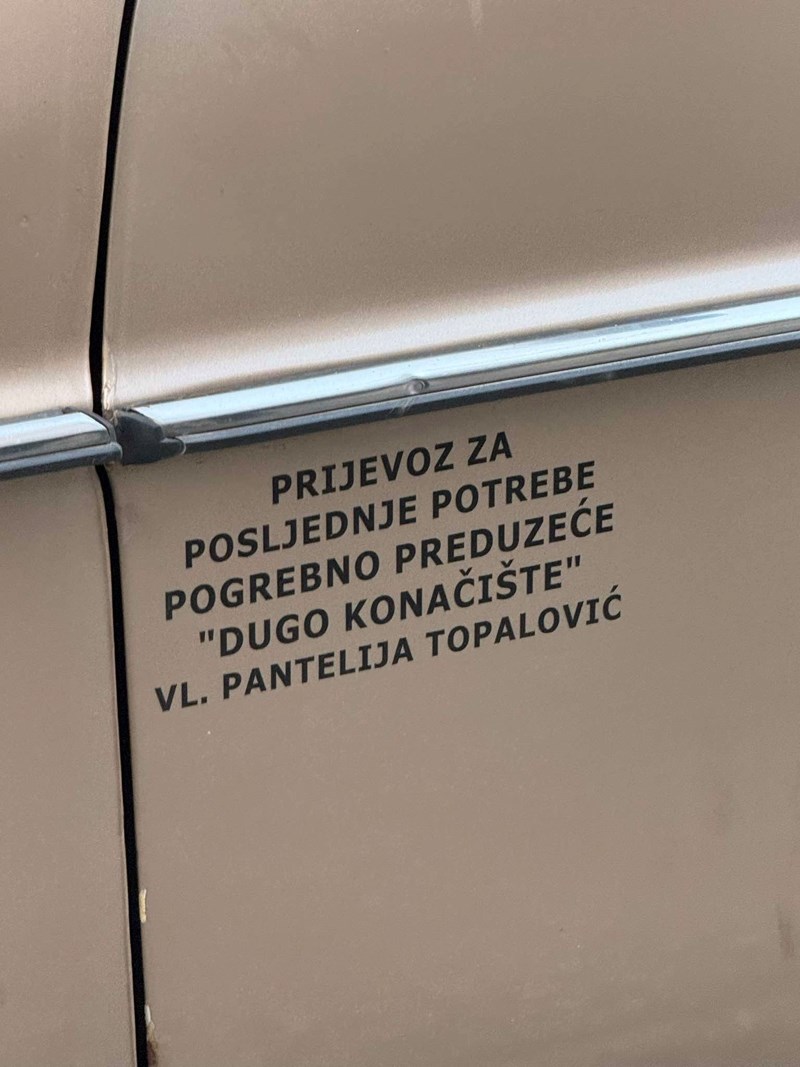 PRIJEVOZ ZA
POSLJEDNJE POTREBE
POGREBNO PREDUZEĆE
"DUGO KONAČIŠTE"
VL. PANTELIJA TOPALOVIĆ